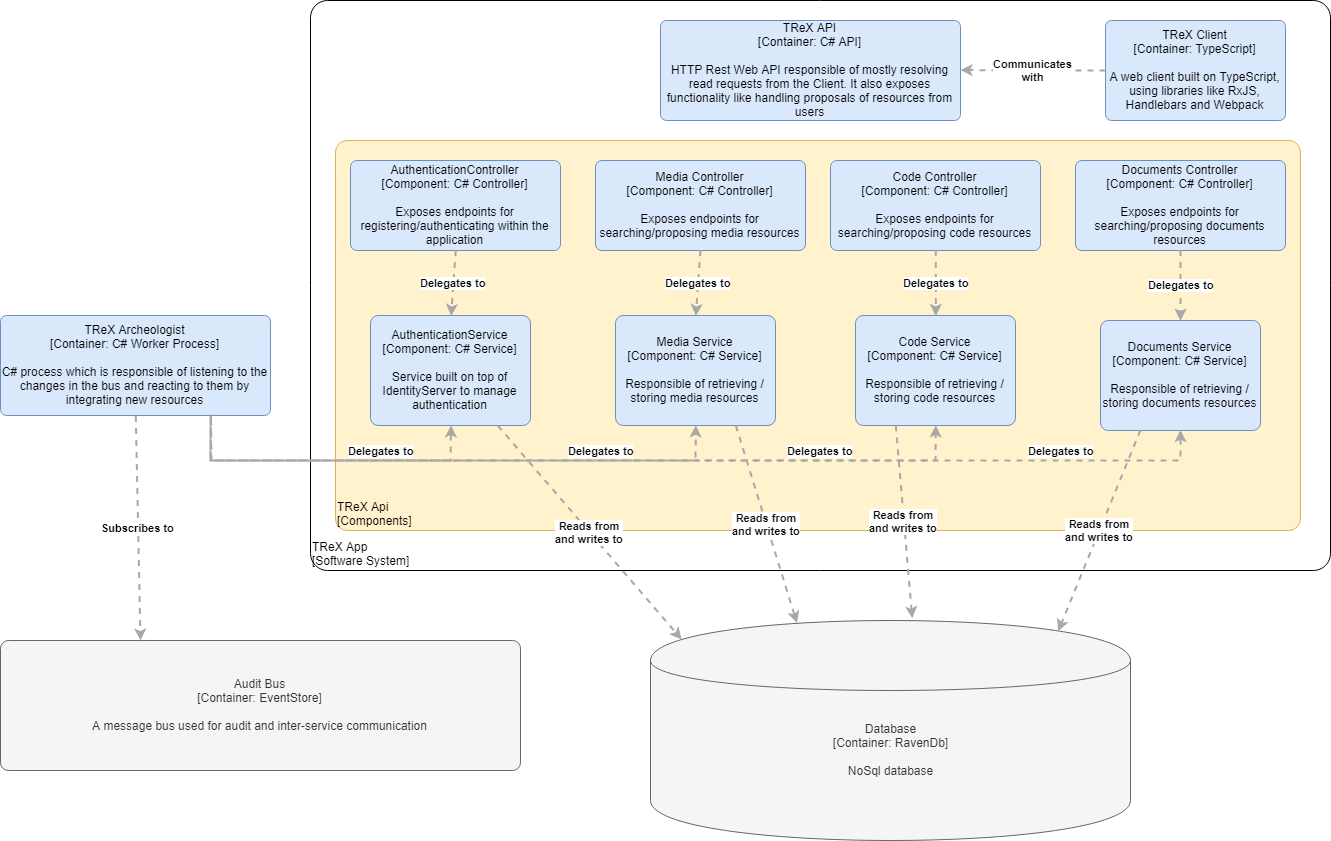 TReX API
[Container: C# API]
HTTP Rest Web API responsible of mostly resolving
read requests from the Client. It also exposes
functionality like handling proposals of resources from
users
Communicates
with
TReX Client
[Container: TypeScript]
A web client built on TypeScript,
using libraries like RxJS,
Handlebars and Webpack
AuthenticationController
[Component: C# Controller]
Exposes endpoints for
registering/authenticating within the
application
Media Controller
[Component: C# Controller]
Exposes endpoints for
searching/proposing media resources
Code Controller
[Component: C# Controller]
Exposes endpoints for
searching/proposing code resources
Documents Controller
[Component: C# Controller]
Exposes endpoints for
searching/proposing documents
resources
Delegates to
Delegates to
Delegates to
Delegates to
TReX Archeologist
[Container: C# Worker Process]
C# process which is responsible of listening to the
changes in the bus and reacting to them by
integrating new resources
AuthenticationService
[Component: C# Service]
Service built on top of
IdentityServer to manage
authentication
Media Service
[Component: C# Service]
Responsible of retrieving /
storing media resources
Code Service
[Component: C# Service]
Responsible of retrieving /
storing code resources
Documents Service
[Component: C# Service]
Responsible of retrieving /
storing documents resources
Delegates to
Delegates to
Delegates to
Delegates to
TReX Api
[Components]
Subscribes to
Reads from
and writes to
Reads from
and writes to
Reads from
and writes to
Reads from
and writes to
TReX App
[Software System]
Audit Bus
[Container: EventStore]
A message bus used for audit and inter-service communication
Database
[Container: RavenDb]
NoSql database